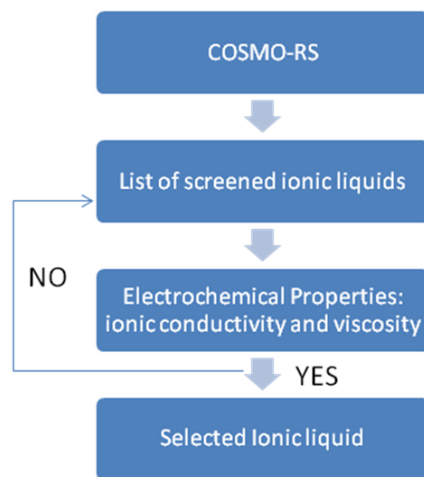 COSMO-RS
List of screened ionic liquids
NO
Electrochemical Properties:
ionic conductivity and viscosity
YES
Selected Ionic liquid